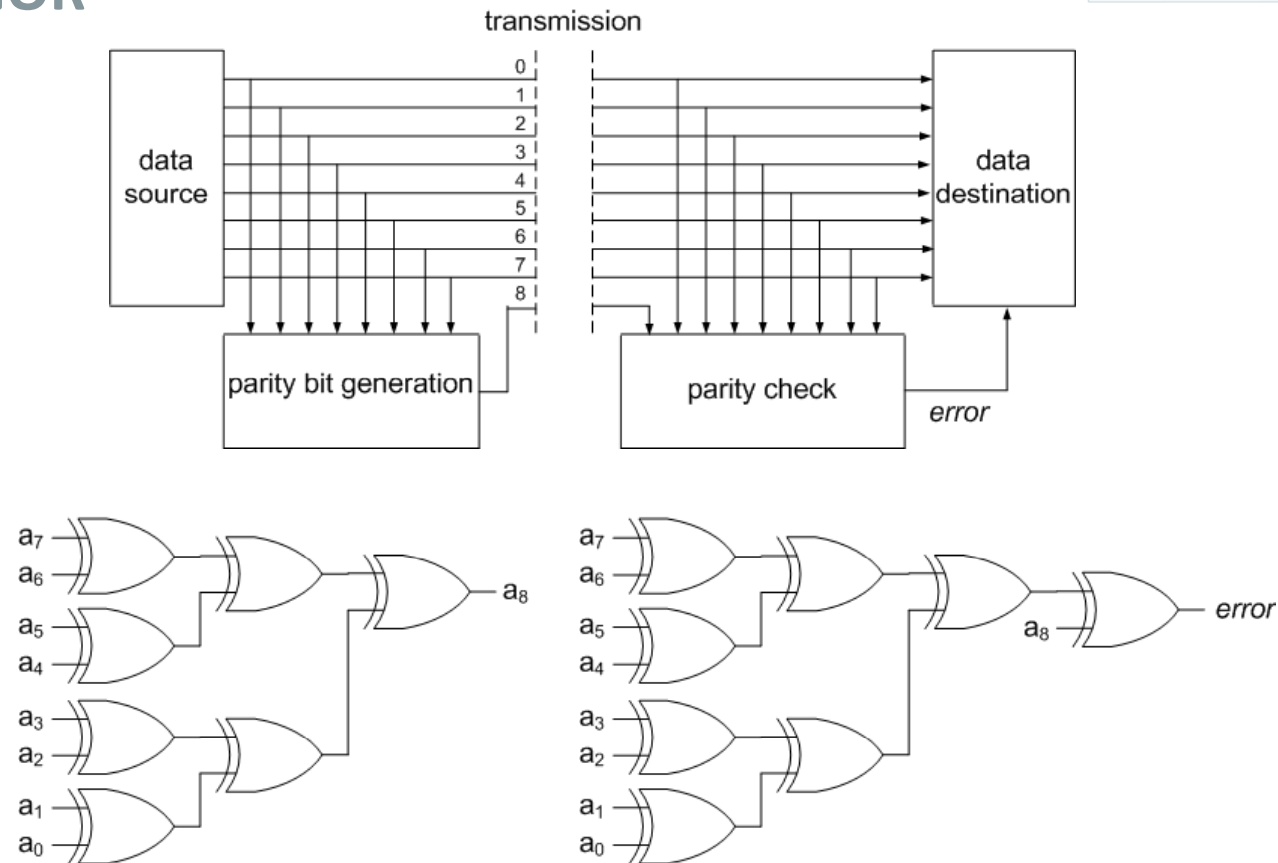 transmission
0
1
2
3
4
5
6
7
8
data
source
data
destination
parity bit generation
parity check
error
a₇
a₆
a₅
a₄
a₃
a₂
a₁
a₀
a₈
a₇
a₆
a₅
a₄
a₃
a₂
a₁
a₀
a₈
error